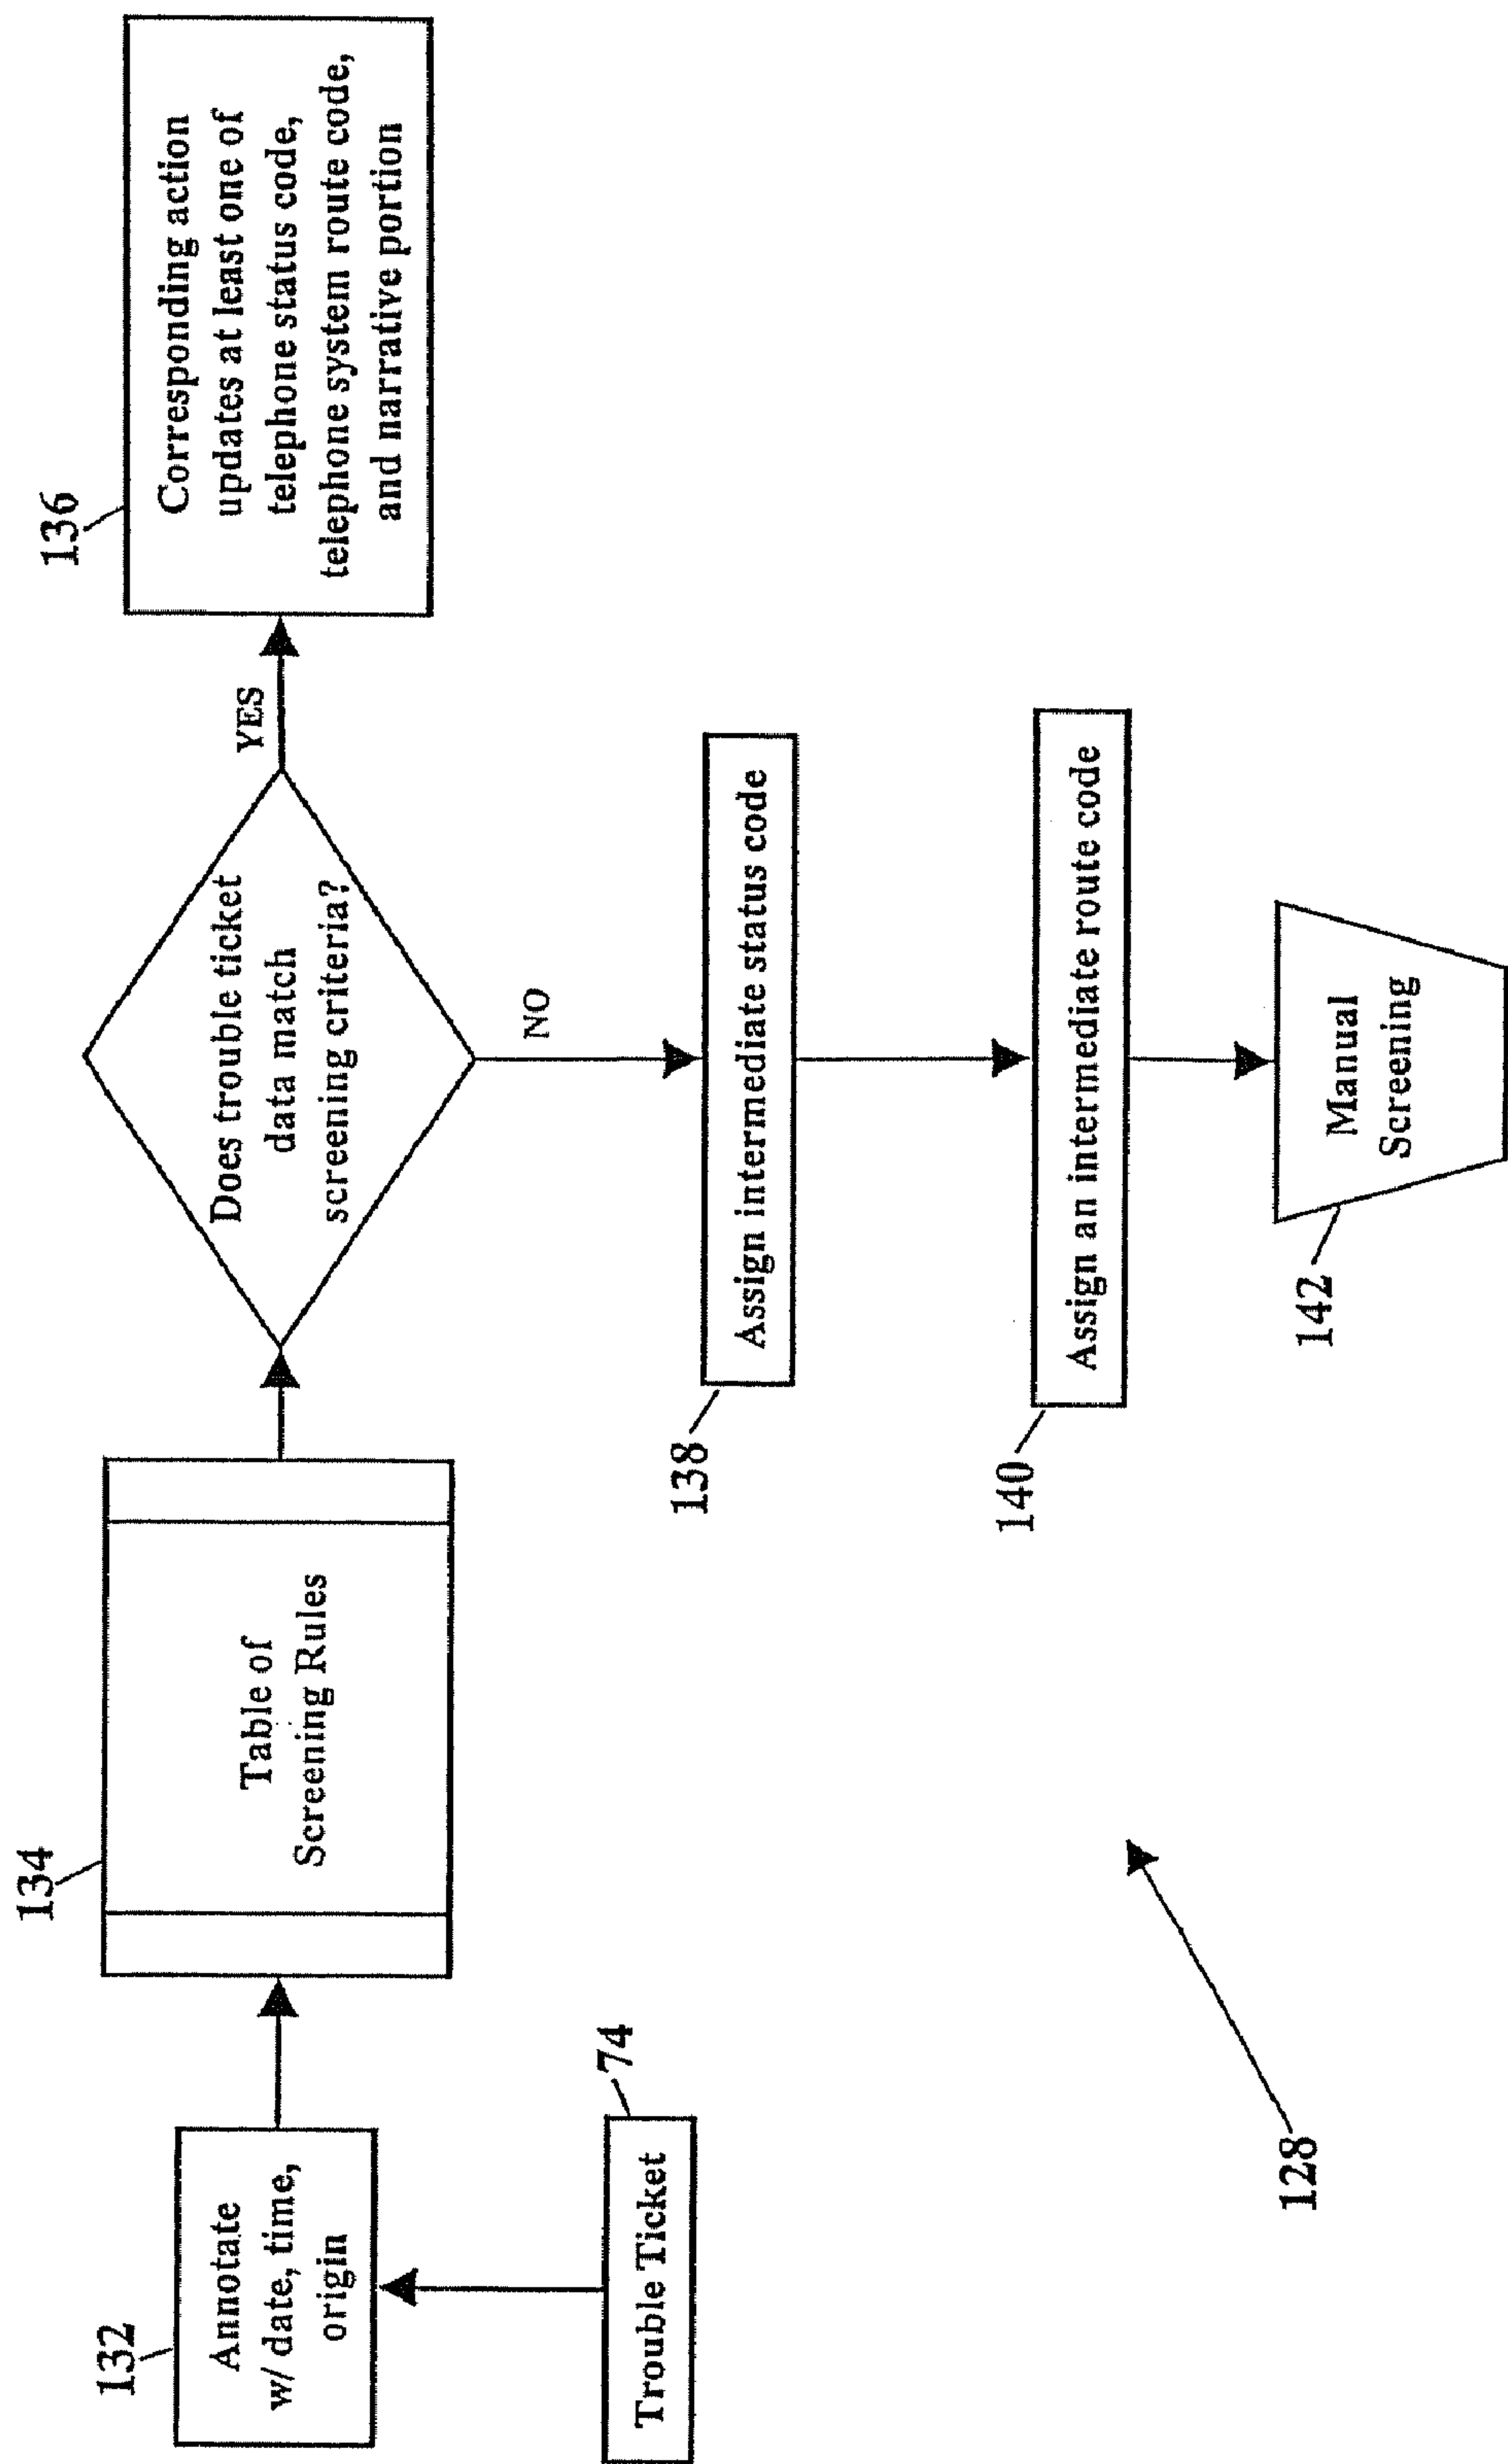 132
Annotate
w/ date, time,
origin
74
Trouble Ticket
134
Table of
Screening Rules
Does trouble ticket
data match
screening criteria?
YES
136
Corresponding action
updates at least one of
telephone status code,
telephone system route code,
and narrative portion
NO
138
Assign intermediate status code
140
Assign an intermediate route code
142
Manual
Screening
128